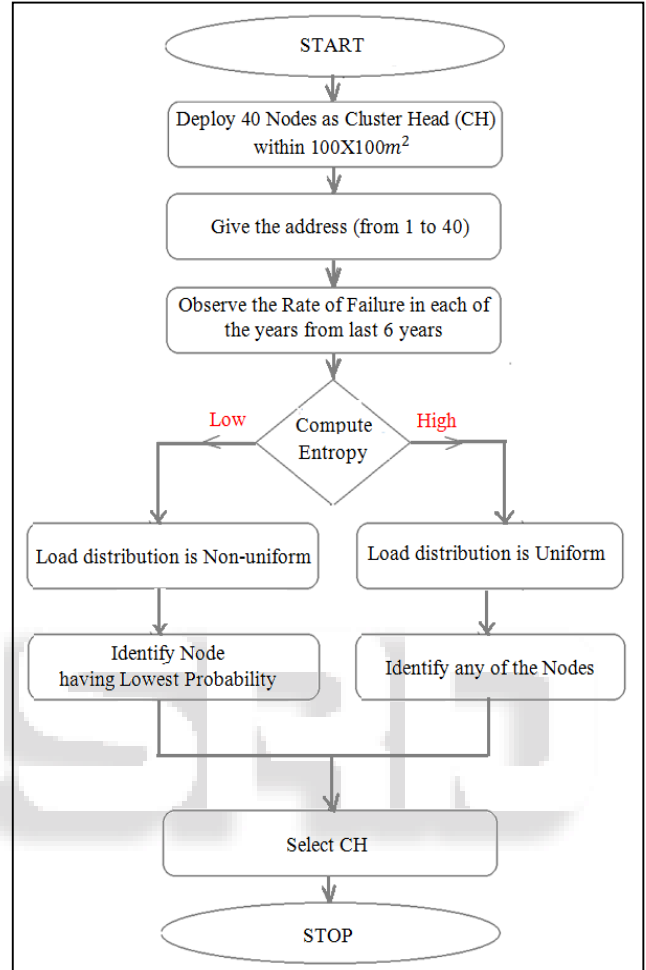 START
Deploy 40 Nodes as Cluster Head (CH)
within 100X100m²
Give the address (from 1 to 40)
Observe the Rate of Failure in each of
the years from last 6 years
Low
Compute
Entropy
High
Load distribution is Non-uniform
Load distribution is Uniform
Identify Node
having Lowest Probability
Identify any of the Nodes
Select CH
STOP